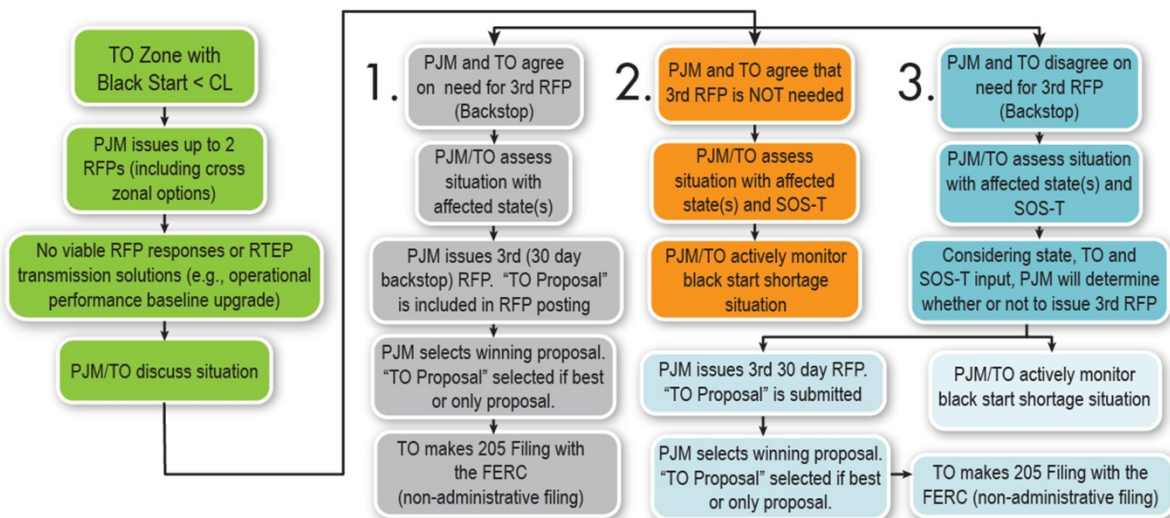 TO Zone with
Black Start < CL
PJM issues up to 2
RFPs (including cross
zonal options)
No viable RFP responses or RTEP
transmission solutions (e.g., operational
performance baseline upgrade)
PJM/TO discuss situation
1.
PJM and TO agree
on need for 3rd RFP
(Backstop)
PJM/TO assess
situation with
affected state(s)
PJM issues 3rd (30 day
backstop) RFP. “TO Proposal”
is included in RFP posting
PJM selects winning proposal.
“TO Proposal” selected if best
or only proposal.
TO makes 205 Filing with
the FERC
(non-administrative filing)
2.
PJM and TO agree that
3rd RFP is NOT needed
PJM/TO assess
situation with affected
state(s) and SOS-T
PJM/TO actively monitor
black start shortage
situation
3.
PJM and TO disagree on
need for 3rd RFP
(Backstop)
PJM/TO assess situation
with affected state(s) and
SOS-T
Considering state, TO and
SOS-T input, PJM will determine
whether or not to issue 3rd RFP
PJM issues 3rd 30 day RFP.
“TO Proposal” is submitted
PJM/TO actively monitor
black start shortage situation
PJM selects winning proposal.
“TO Proposal” selected if best
or only proposal.
TO makes 205 Filing with the
FERC (non-administrative filing)